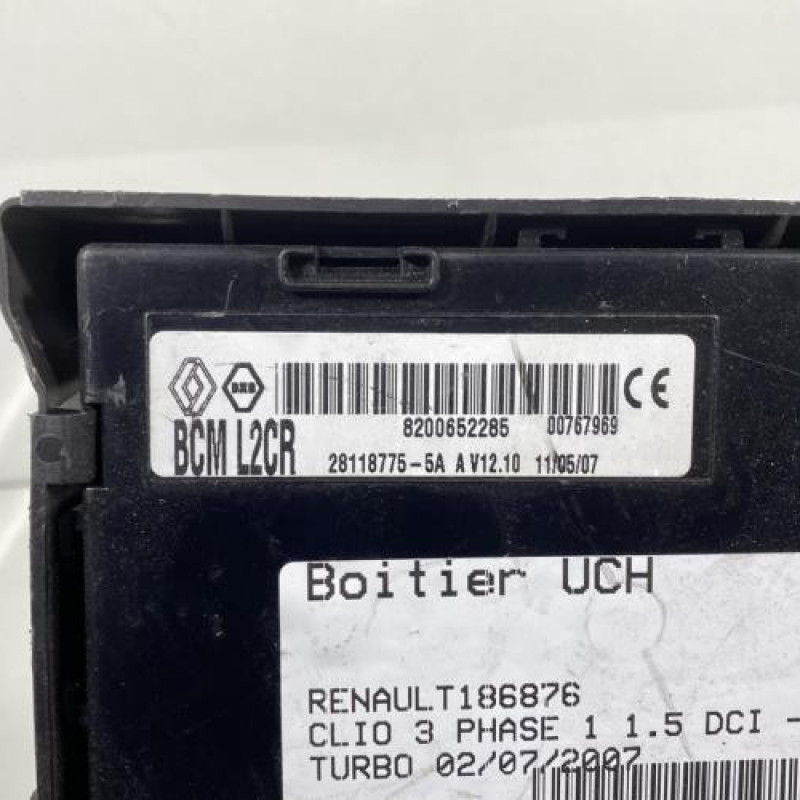 8200652285 00767969
BCM L2CR 28118775-5A A V12.10 11/05/07
Boitier UCH
RENAULT186876
CLIO 3 PHASE 1 1.5 DCI -
TURBO 02/07/2007